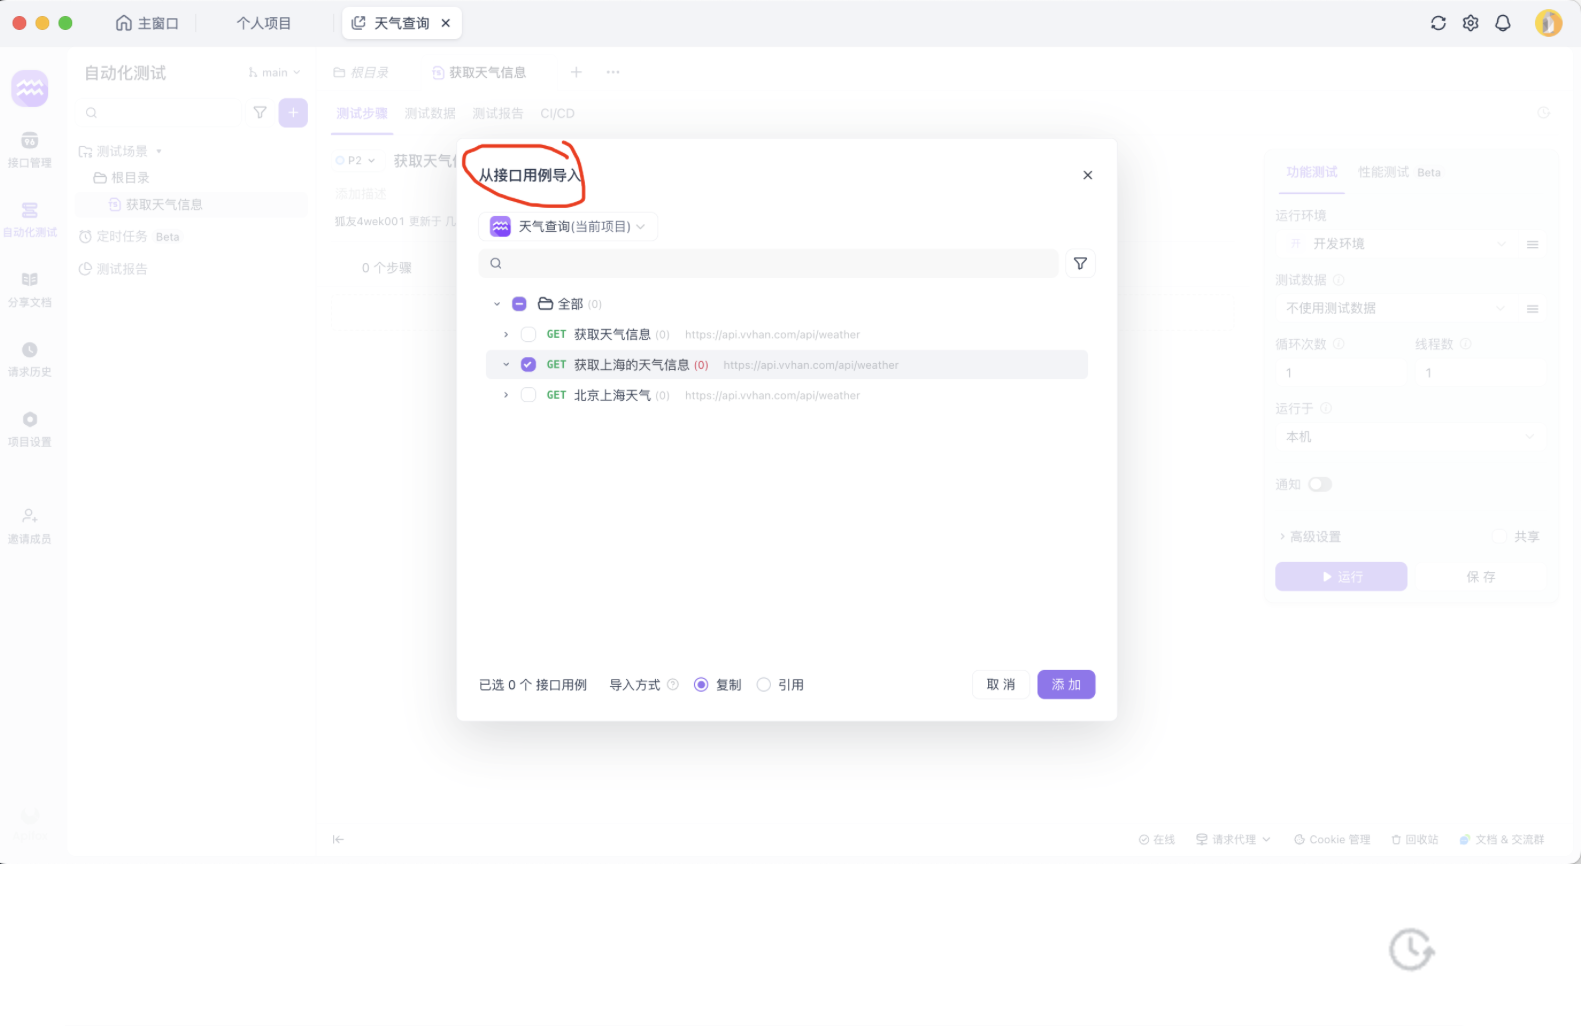 主窗口
个人项目
天气查询
自动化测试
main
根目录
获取天气信息
测试步骤
测试数据
测试报告
CI/CD
接口管理
自动化测试
分享文档
请求历史
项目设置
邀请成员
测试场景
根目录
获取天气信息
定时任务 Beta
测试报告
P2
获取天气
添加描述
狐友4wek001 更新于 几
0 个步骤
从接口用例导入
天气查询(当前项目)
全部 (0)
GET 获取天气信息 (0) https://api.vvhan.com/api/weather
GET 获取上海的天气信息 (0) https://api.vvhan.com/api/weather
GET 北京上海天气 (0) https://api.vvhan.com/api/weather
已选 0 个 接口用例
导入方式
复制
引用
取 消
添 加
功能测试
性能测试 Beta
运行环境
开 开发环境
测试数据
不使用测试数据
循环次数
线程数
1
1
运行于
本机
通知
高级设置
共享
运行
保 存
在线
请求代理
Cookie 管理
回收站
文档 & 交流群